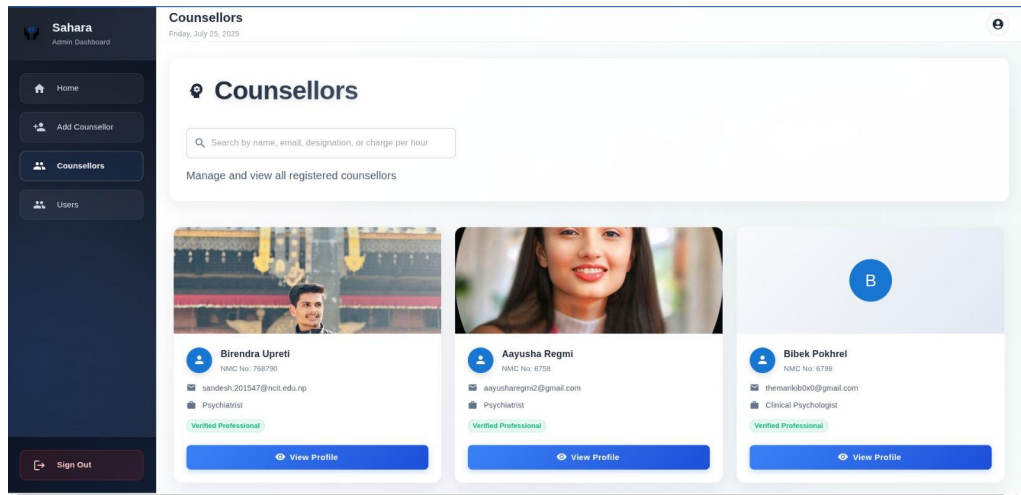 Sahara
Admin Dashboard
Home
Add Counsellor
Counsellors
Users
Sign Out
Counsellors
Friday, July 25, 2025
Counsellors
Search by name, email, designation, or charge per hour
Manage and view all registered counsellors
Birendra Upreti
NMC No: 768790
sandesh.201547@ncit.edu.np
Psychiatrist
Verified Professional
View Profile
Aayusha Regmi
NMC No: 6758
aayusharegmi2@gmail.com
Psychiatrist
Verified Professional
View Profile
B
Bibek Pokhrel
NMC No: 6798
themarikib0x0@gmail.com
Clinical Psychologist
Verified Professional
View Profile